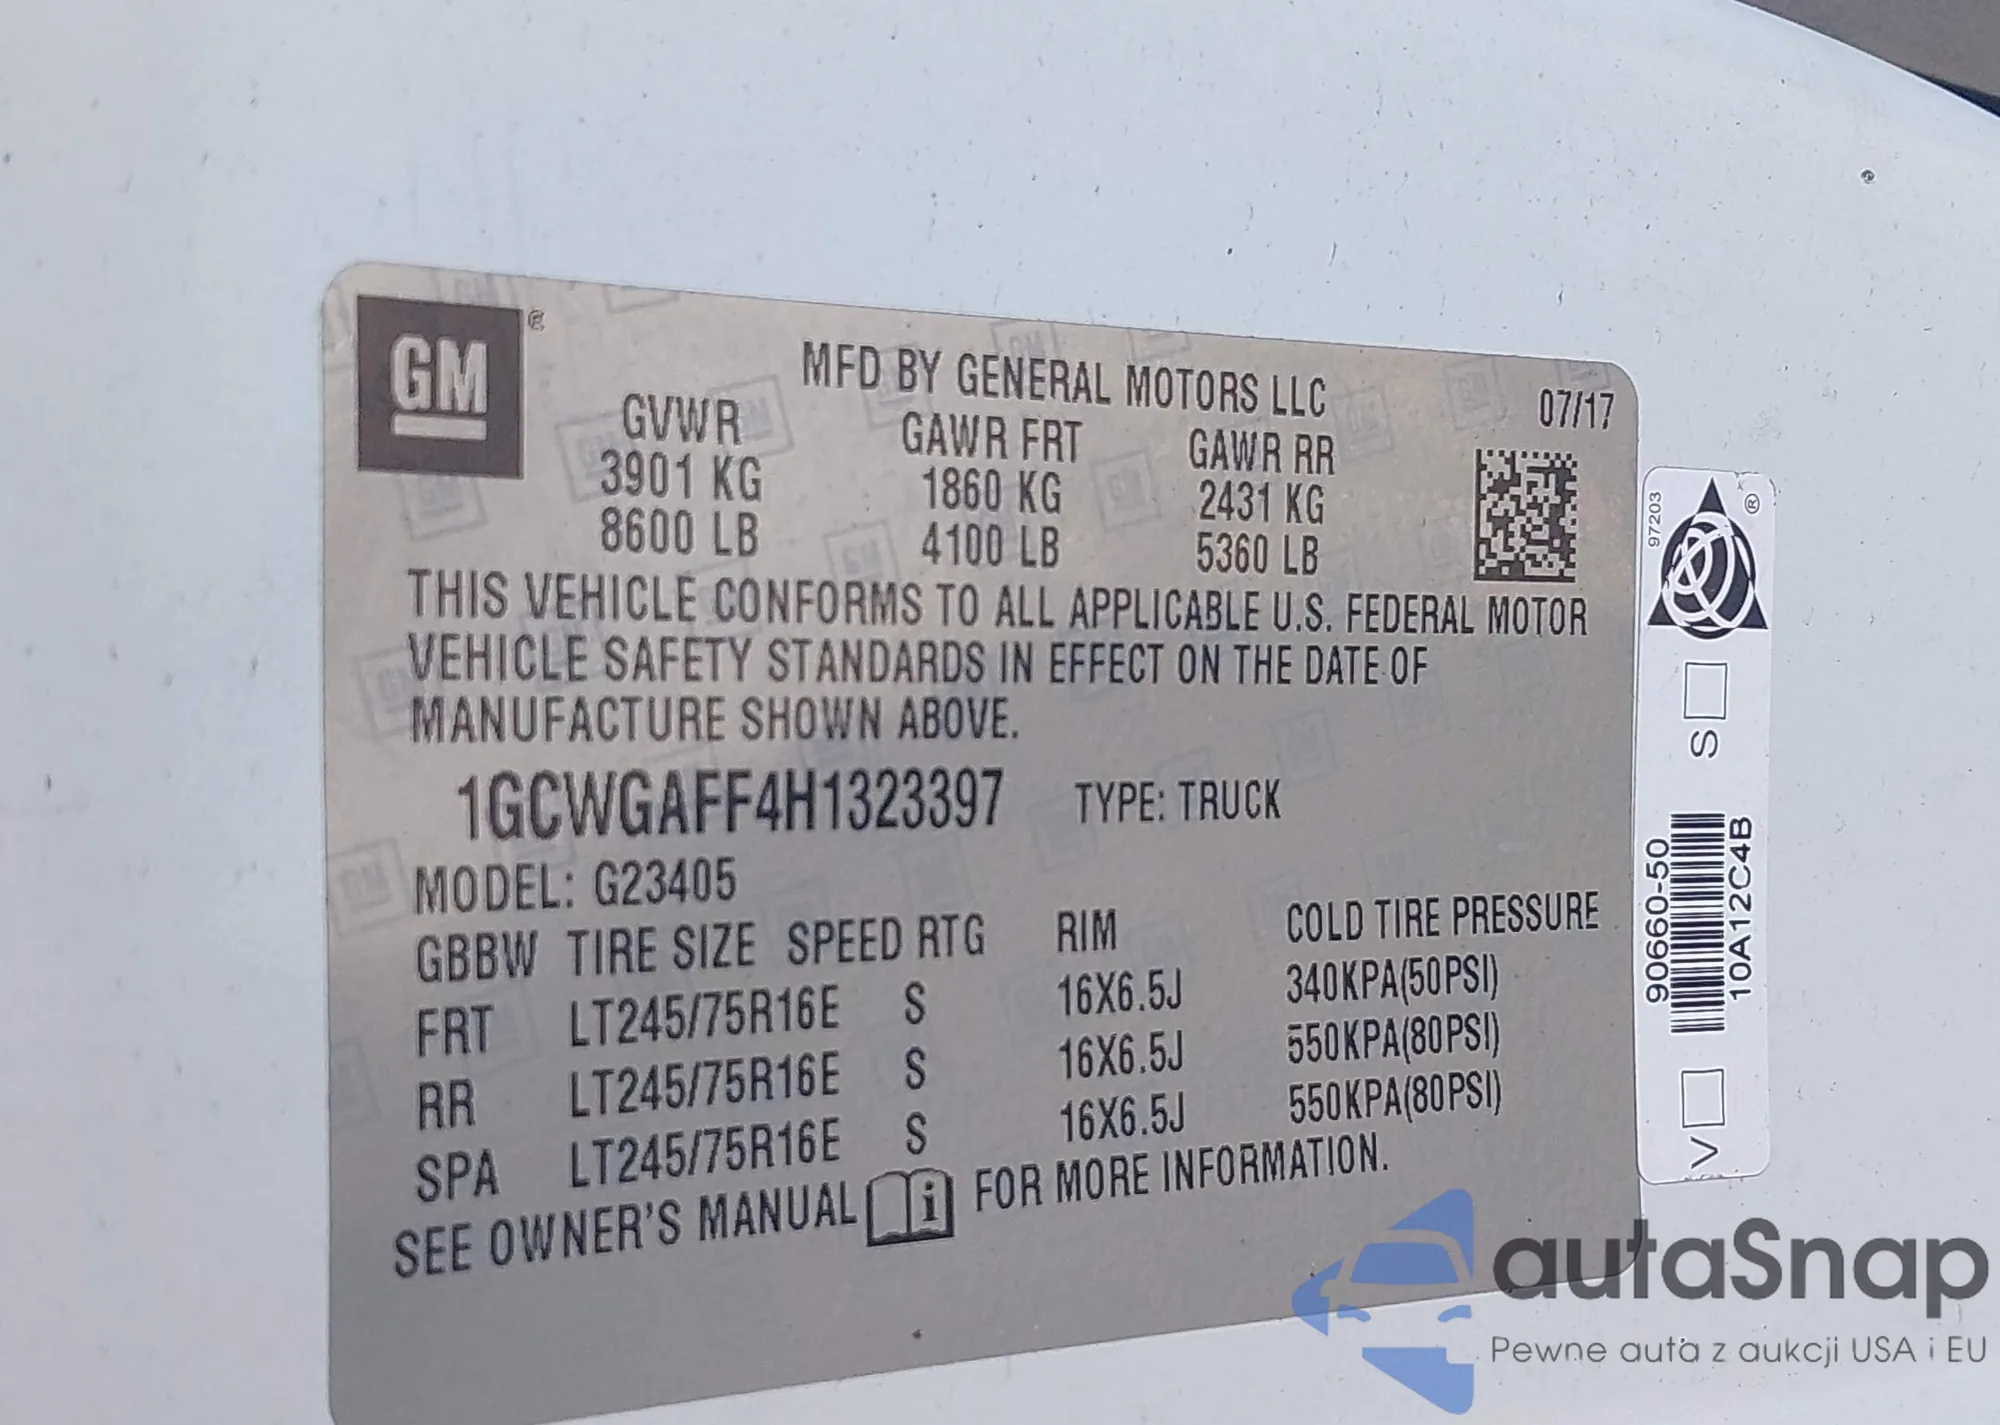 GM ®
MFD BY GENERAL MOTORS LLC 07/17
GVWR GAWR FRT GAWR RR
3901 KG 1860 KG 2431 KG
8600 LB 4100 LB 5360 LB
THIS VEHICLE CONFORMS TO ALL APPLICABLE U.S. FEDERAL MOTOR
VEHICLE SAFETY STANDARDS IN EFFECT ON THE DATE OF
MANUFACTURE SHOWN ABOVE.
1GCWGAFF4H1323397 TYPE: TRUCK
MODEL: G23405
GBBW TIRE SIZE SPEED RTG RIM COLD TIRE PRESSURE
FRT LT245/75R16E S 16X6.5J 340KPA(50PSI)
RR LT245/75R16E S 16X6.5J 550KPA(80PSI)
SPA LT245/75R16E S 16X6.5J 550KPA(80PSI)
SEE OWNER'S MANUAL i FOR MORE INFORMATION.
97203 ®
S
90660-50
10A12C4B
V
autaSnap
Pewne auta z aukcji USA i EU